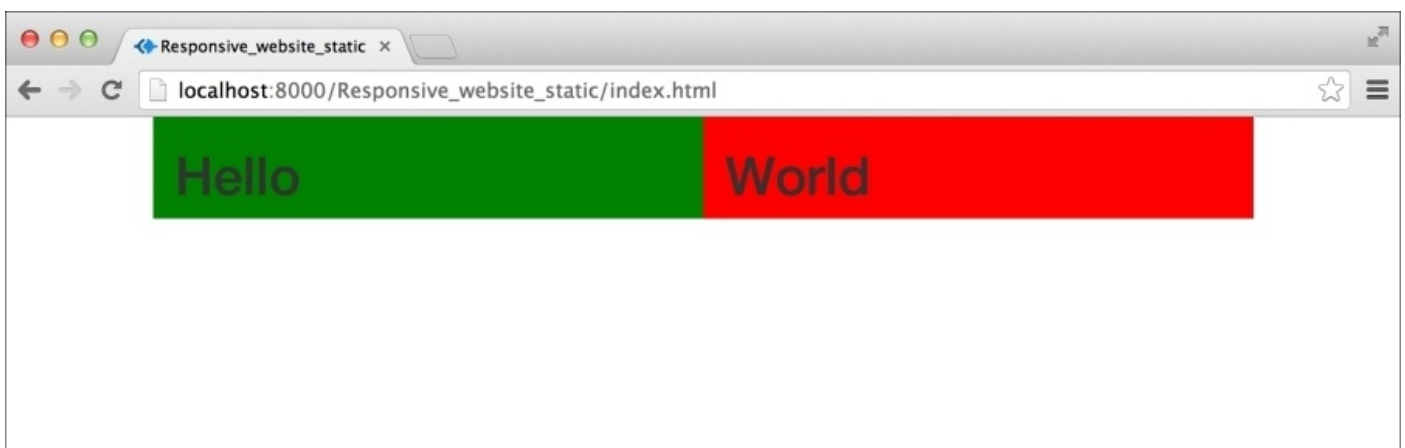 Responsive_website_static
localhost:8000/Responsive_website_static/index.html
Hello
World